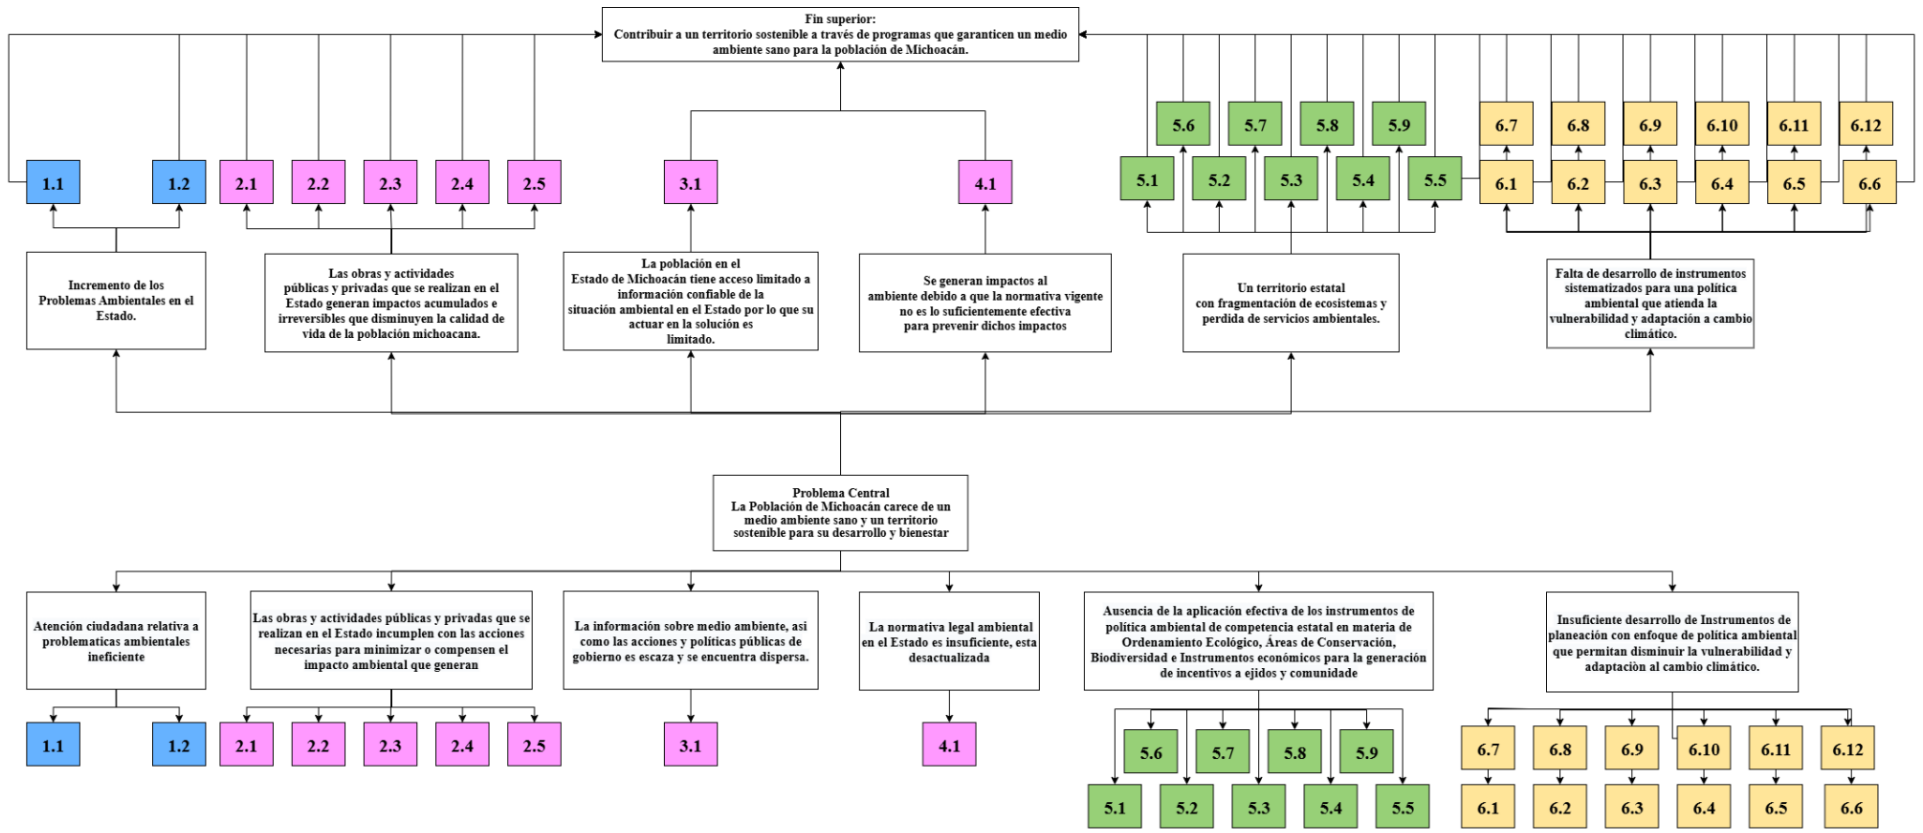 Fin superior:
Contribuir a un territorio sostenible a través de programas que garanticen un medio
ambiente sano para la población de Michoacán.
5.6
5.7
5.8
5.9
6.7
6.8
6.9
6.10
6.11
6.12
1.1
1.2
2.1
2.2
2.3
2.4
2.5
3.1
4.1
5.1
5.2
5.3
5.4
5.5
6.1
6.2
6.3
6.4
6.5
6.6
Incremento de los
Problemas Ambientales en el
Estado.
Las obras y actividades
públicas y privadas que se realizan en el
Estado generan impactos acumulados e
irreversibles que disminuyen la calidad de
vida de la población michoacana.
La población en el
Estado de Michoacán tiene acceso limitado a
información confiable de la
situación ambiental en el Estado por lo que su
actuar en la solución es
limitado.
Se generan impactos al
ambiente debido a que la normativa vigente
no es lo suficientemente efectiva
para prevenir dichos impactos
Un territorio estatal
con fragmentación de ecosistemas y
perdida de servicios ambientales.
Falta de desarrollo de instrumentos
sistematizados para una política
ambiental que atienda la
vulnerabilidad y adaptación a cambio
climático.
Problema Central
La Población de Michoacán carece de un
medio ambiente sano y un territorio
sostenible para su desarrollo y bienestar
Atención ciudadana relativa a
problematicas ambientales
ineficiente
Las obras y actividades públicas y privadas que se
realizan en el Estado incumplen con las acciones
necesarias para minimizar o compensen el
impacto ambiental que generan
La información sobre medio ambiente, asi
como las acciones y políticas públicas de
gobierno es escaza y se encuentra dispersa.
La normativa legal ambiental
en el Estado es insuficiente, esta
desactualizada
Ausencia de la aplicación efectiva de los instrumentos de
política ambiental de competencia estatal en materia de
Ordenamiento Ecológico, Áreas de Conservación,
Biodiversidad e Instrumentos económicos para la generación
de incentivos a ejidos y comunidade
Insuficiente desarrollo de Instrumentos de
planeación con enfoque de política ambiental
que permitan disminuir la vulnerabilidad y
adaptaciòn al cambio climático.
1.1
1.2
2.1
2.2
2.3
2.4
2.5
3.1
4.1
5.6
5.7
5.8
5.9
6.7
6.8
6.9
6.10
6.11
6.12
5.1
5.2
5.3
5.4
5.5
6.1
6.2
6.3
6.4
6.5
6.6